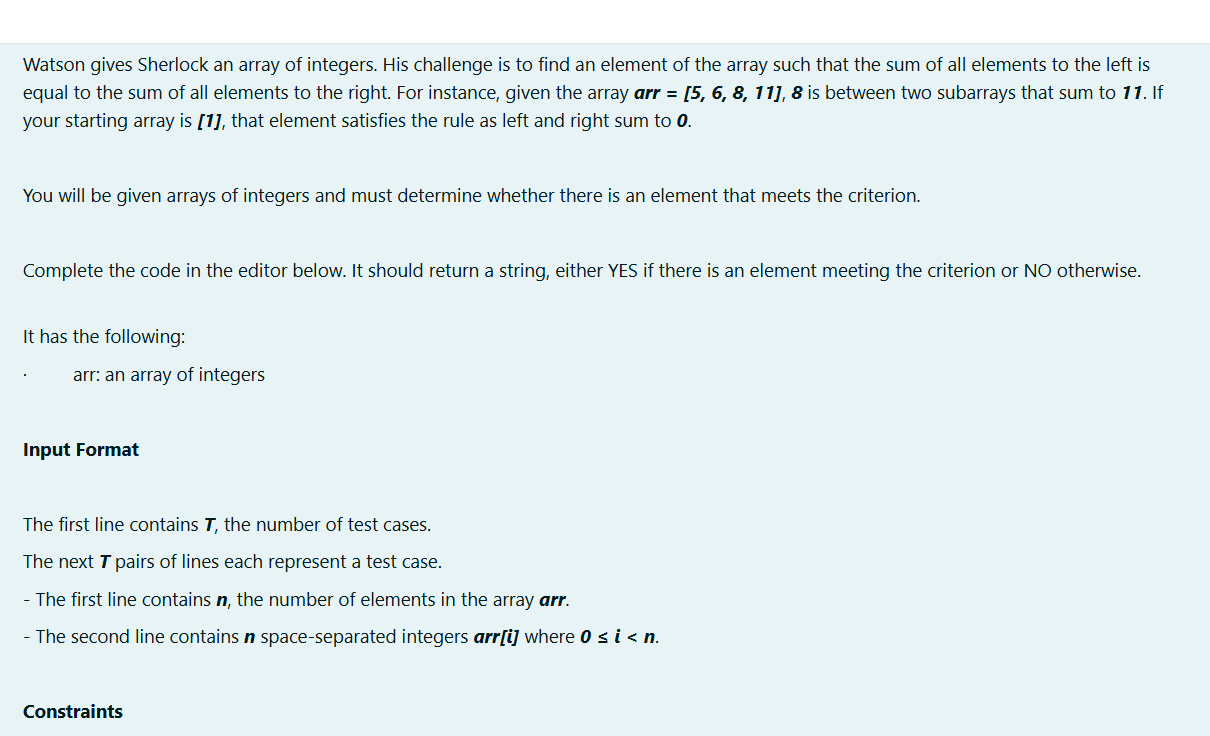 Watson gives Sherlock an array of integers. His challenge is to find an element of the array such that the sum of all elements to the left is
equal to the sum of all elements to the right. For instance, given the array arr = [5, 6, 8, 11], 8 is between two subarrays that sum to 11. If
your starting array is [1], that element satisfies the rule as left and right sum to 0.
You will be given arrays of integers and must determine whether there is an element that meets the criterion.
Complete the code in the editor below. It should return a string, either YES if there is an element meeting the criterion or NO otherwise.
It has the following:
· arr: an array of integers
Input Format
The first line contains T, the number of test cases.
The next T pairs of lines each represent a test case.
- The first line contains n, the number of elements in the array arr.
- The second line contains n space-separated integers arr[i] where 0 ≤ i < n.
Constraints